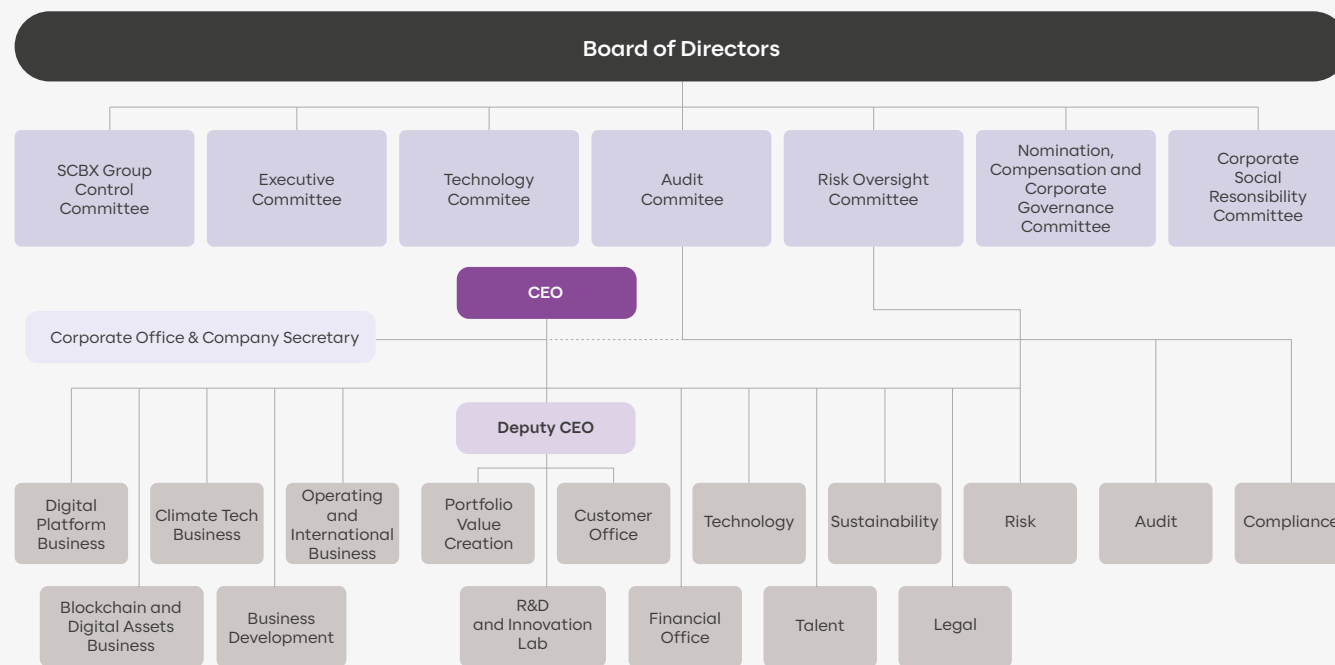 Board of Directors
SCBX Group
Control
Committee
Executive
Committee
Technology
Commitee
Audit
Commitee
Risk Oversight
Committee
Nomination,
Compensation and
Corporate
Governance
Committee
Corporate
Social
Resonsibility
Committee
CEO
Corporate Office & Company Secretary
Deputy CEO
Digital
Platform
Business
Climate Tech
Business
Operating
and
International
Business
Portfolio
Value
Creation
Customer
Office
Technology
Sustainability
Risk
Audit
Compliance
Blockchain and
Digital Assets
Business
Business
Development
R&D
and Innovation
Lab
Financial
Office
Talent
Legal